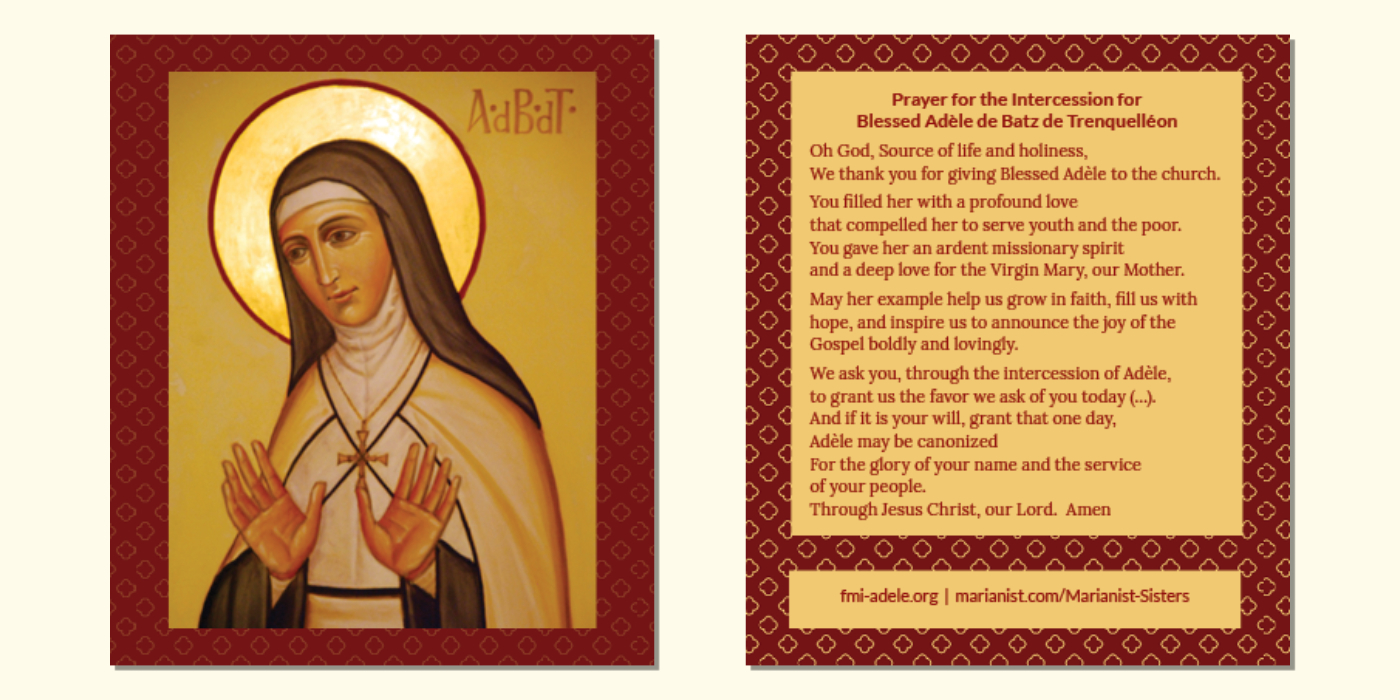 A·dBdT·
Prayer for the Intercession for
Blessed Adèle de Batz de Trenquelléon
Oh God, Source of life and holiness,
We thank you for giving Blessed Adèle to the church.
You filled her with a profound love
that compelled her to serve youth and the poor.
You gave her an ardent missionary spirit
and a deep love for the Virgin Mary, our Mother.
May her example help us grow in faith, fill us with
hope, and inspire us to announce the joy of the
Gospel boldly and lovingly.
We ask you, through the intercession of Adèle,
to grant us the favor we ask of you today (...).
And if it is your will, grant that one day,
Adèle may be canonized
For the glory of your name and the service
of your people.
Through Jesus Christ, our Lord.  Amen
fmi-adele.org | marianist.com/Marianist-Sisters